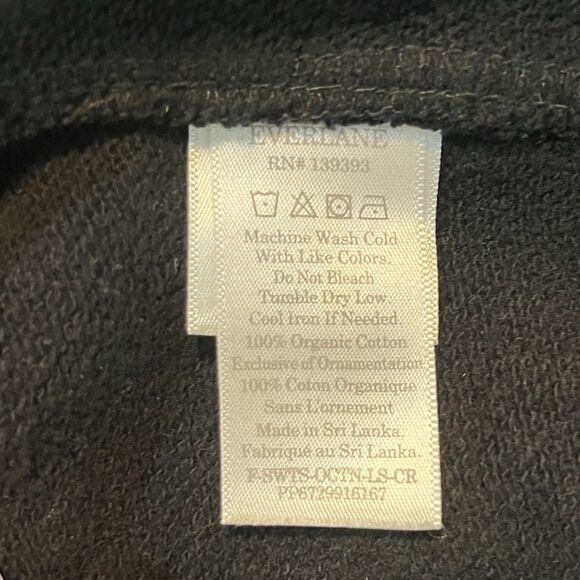 EVERLANE
RN# 139393
Machine Wash Cold
With Like Colors.
Do Not Bleach
Tumble Dry Low
Cool Iron If Needed
100% Organic Cotton
Exclusive of Ornamentation
100% Coton Organique
Sans L'ornement
Made in Sri Lanka.
Fabriqué au Sri Lanka.
F-SWTS-OCTN-LS-CR
PP6729916167